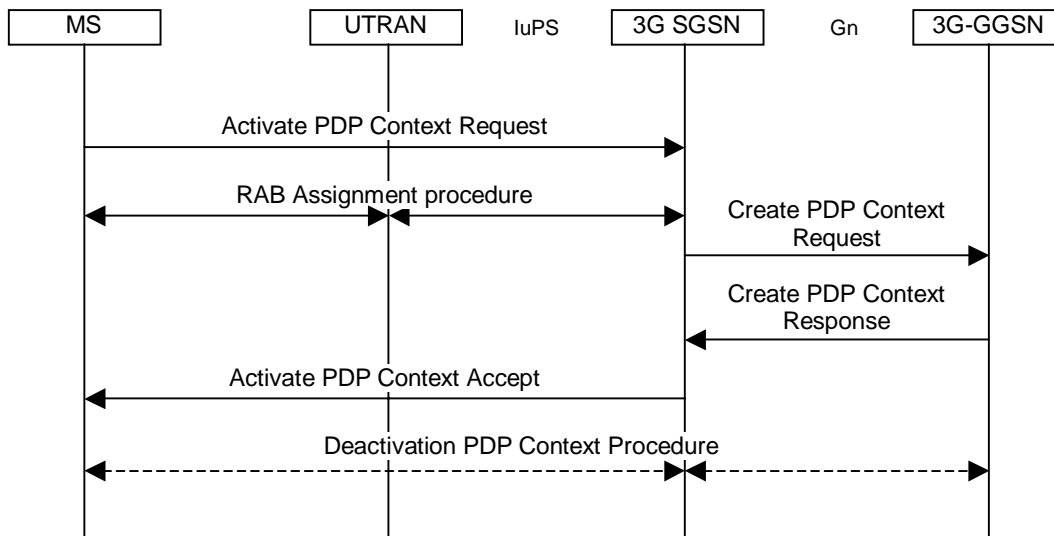 MS
UTRAN
IuPS
3G SGSN
Gn
3G-GGSN
Activate PDP Context Request
RAB Assignment procedure
Create PDP Context
Request
Create PDP Context
Response
Activate PDP Context Accept
Deactivation PDP Context Procedure